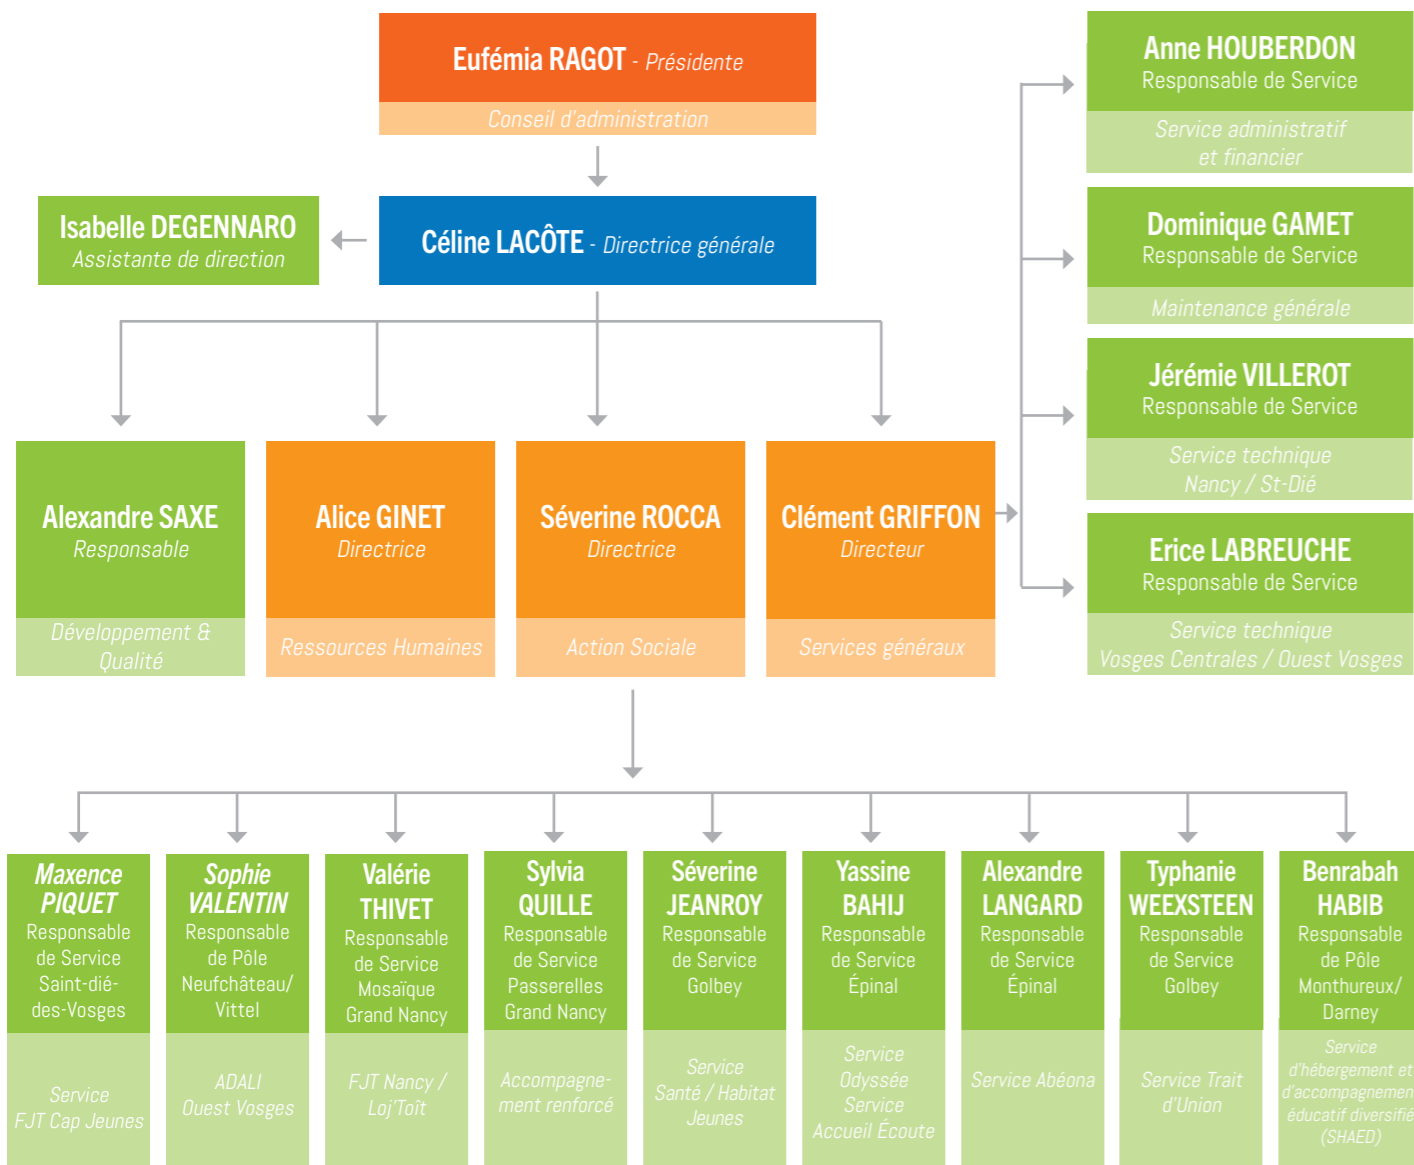 Eufémia RAGOT - Présidente
Conseil d'administration
Isabelle DEGENNARO
Assistante de direction
Céline LACÔTE - Directrice générale
Anne HOUBERDON
Responsable de Service
Service administratif
et financier
Dominique GAMET
Responsable de Service
Maintenance générale
Jérémie VILLEROT
Responsable de Service
Service technique
Nancy / St-Dié
Erice LABREUCHE
Responsable de Service
Service technique
Vosges Centrales / Ouest Vosges
Alexandre SAXE
Responsable
Développement &
Qualité
Alice GINET
Directrice
Ressources Humaines
Séverine ROCCA
Directrice
Action Sociale
Clément GRIFFON
Directeur
Services généraux
Maxence
PIQUET
Responsable
de Service
Saint-dié-
des-Vosges
Service
FJT Cap Jeunes
Sophie
VALENTIN
Responsable
de Pôle
Neufchâteau/
Vittel
ADALI
Ouest Vosges
Valérie
THIVET
Responsable
de Service
Mosaïque
Grand Nancy
FJT Nancy /
Loj'Toît
Sylvia
QUILLE
Responsable
de Service
Passerelles
Grand Nancy
Accompagne-
ment renforcé
Séverine
JEANROY
Responsable
de Service
Golbey
Service
Santé / Habitat
Jeunes
Yassine
BAHIJ
Responsable
de Service
Épinal
Service
Odyssée
Service
Accueil Écoute
Alexandre
LANGARD
Responsable
de Service
Épinal
Service Abéona
Typhanie
WEEXSTEEN
Responsable
de Service
Golbey
Service Trait
d'Union
Benrabah
HABIB
Responsable
de Pôle
Monthureux/
Darney
Service
d'hébergement et
d'accompagnemen
éducatif diversifié
(SHAED)